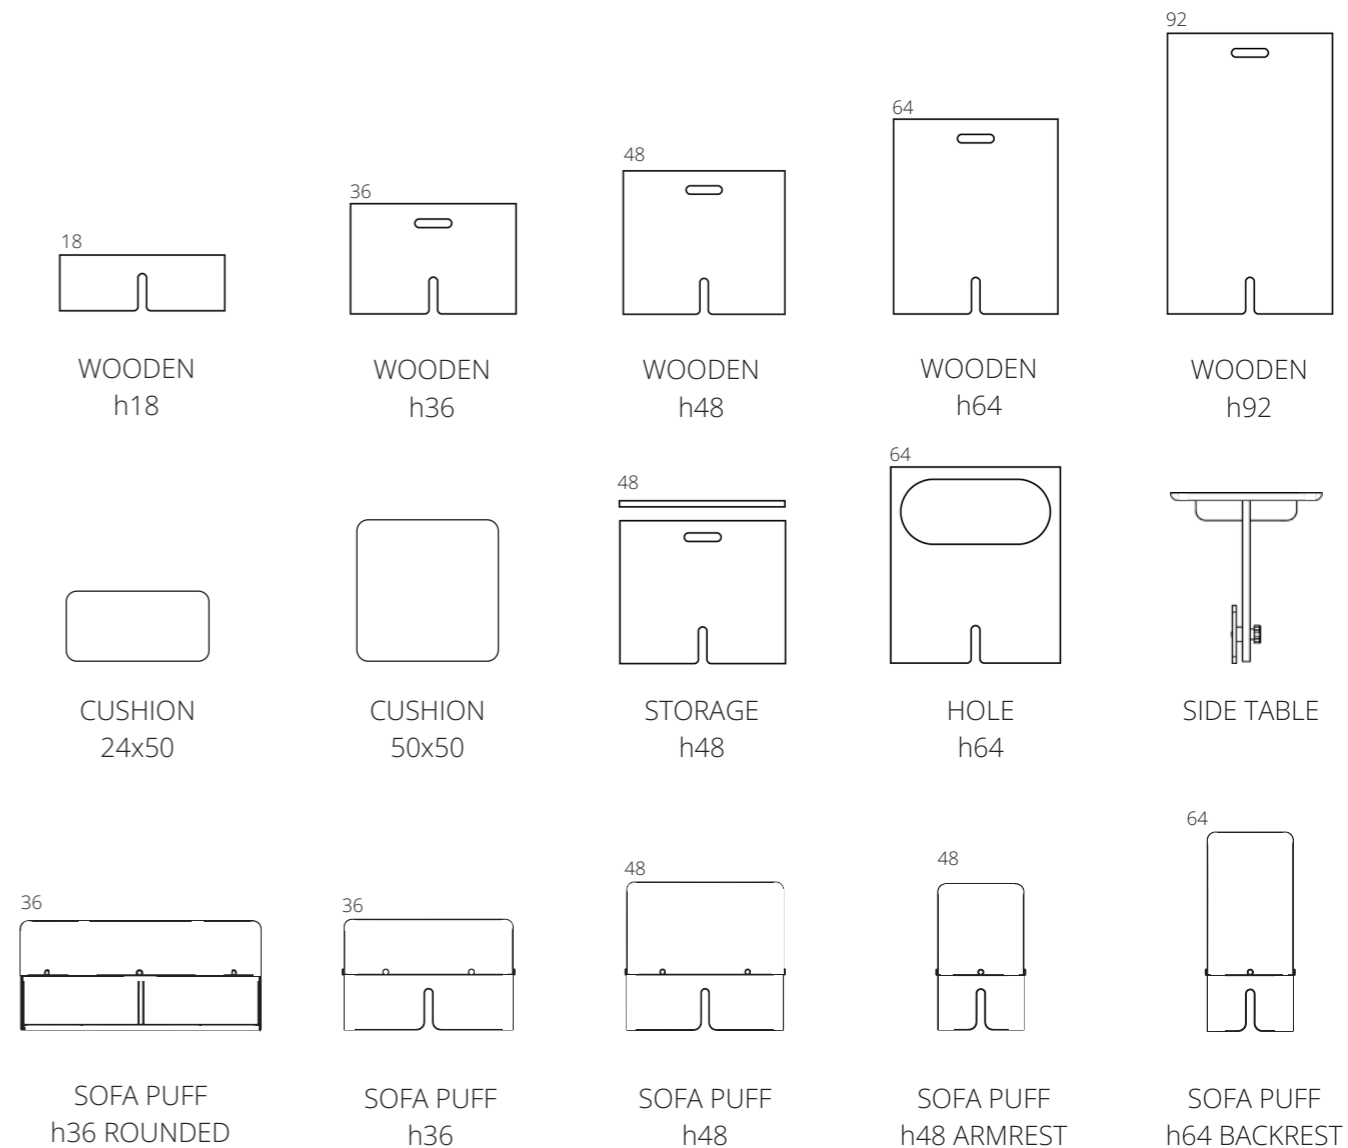 92
64
48
36
18
WOODEN
h18
WOODEN
h36
WOODEN
h48
WOODEN
h64
WOODEN
h92
64
48
CUSHION
24x50
CUSHION
50x50
STORAGE
h48
HOLE
h64
SIDE TABLE
64
48
48
36
36
SOFA PUFF
h36 ROUNDED
SOFA PUFF
h36
SOFA PUFF
h48
SOFA PUFF
h48 ARMREST
SOFA PUFF
h64 BACKREST